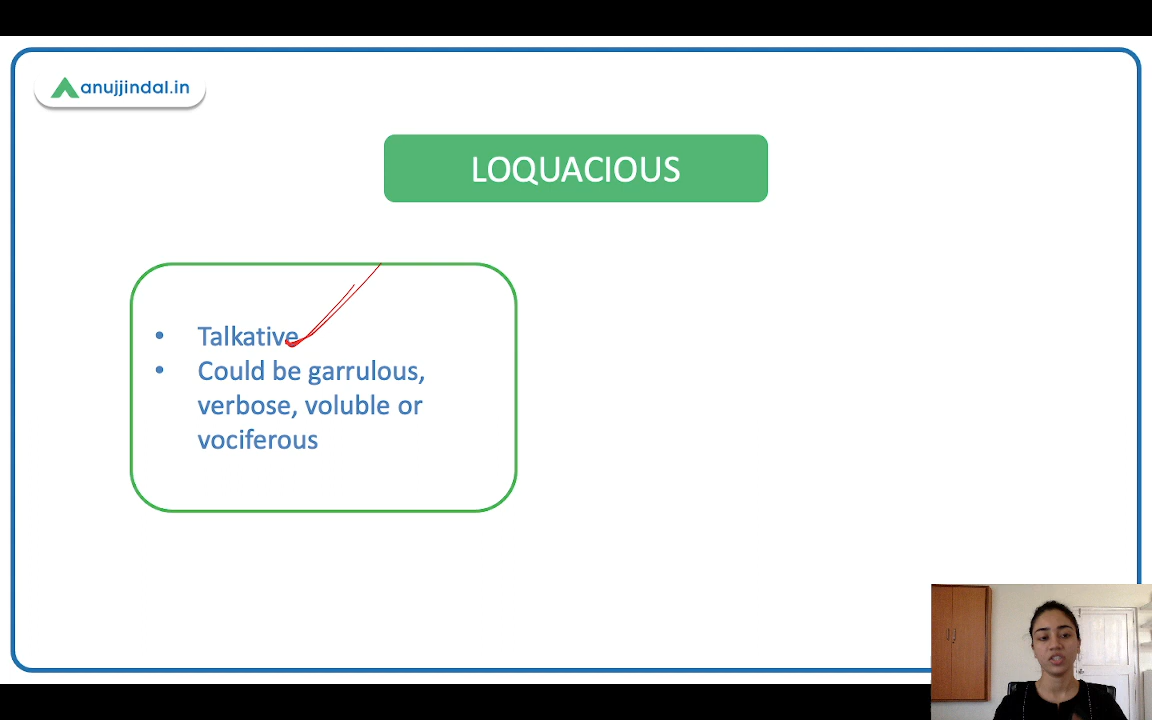 anujjindal.in
LOQUACIOUS
• Talkative
• Could be garrulous,
verbose, voluble or
vociferous